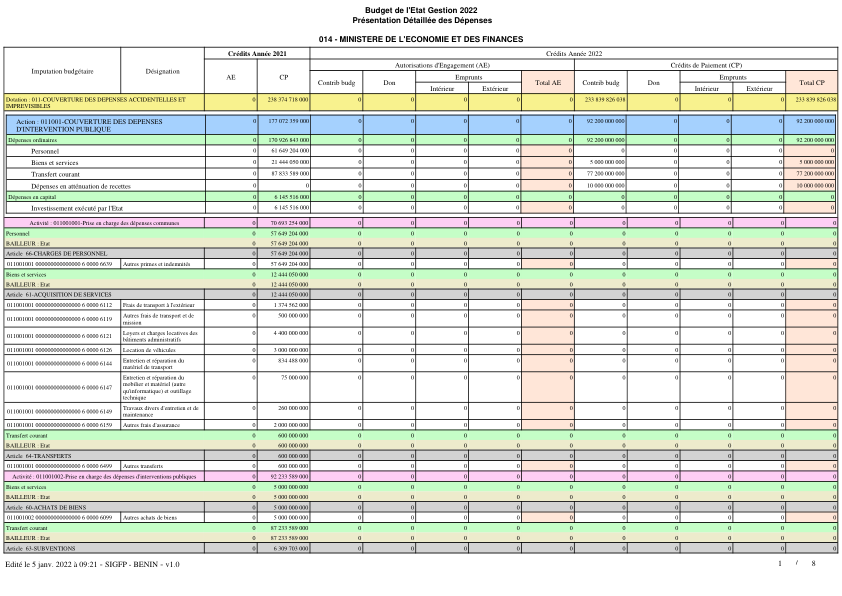 Budget de l'Etat Gestion 2022
Présentation Détaillée des Dépenses
014 - MINISTERE DE L'ECONOMIE ET DES FINANCES
Imputation budgétaire Désignation Crédits Année 2021 Crédits Année 2022
AE CP Autorisations d'Engagement (AE) Crédits de Paiement (CP)
Contrib budg Don Emprunts Total AE Contrib budg Don Emprunts Total CP
Intérieur Extérieur Intérieur Extérieur
Dotation : 011-COUVERTURE DES DEPENSES ACCIDENTELLES ET IMPREVISIBLES 0 238 374 718 000 0 0 0 0 0 233 839 826 038 0 0 0 233 839 826 038
Action : 011001-COUVERTURE DES DEPENSES D'INTERVENTION PUBLIQUE 0 177 072 359 000 0 0 0 0 0 92 200 000 000 0 0 0 92 200 000 000
Dépenses ordinaires 0 170 926 843 000 0 0 0 0 0 92 200 000 000 0 0 0 92 200 000 000
Personnel 0 61 649 204 000 0 0 0 0 0 0 0 0 0 0
Biens et services 0 21 444 050 000 0 0 0 0 0 5 000 000 000 0 0 0 5 000 000 000
Transfert courant 0 87 833 589 000 0 0 0 0 0 77 200 000 000 0 0 0 77 200 000 000
Dépenses en atténuation de recettes 0 0 0 0 0 0 0 10 000 000 000 0 0 0 10 000 000 000
Dépenses en capital 0 6 145 516 000 0 0 0 0 0 0 0 0 0 0
Investissement exécuté par l'Etat 0 6 145 516 000 0 0 0 0 0 0 0 0 0 0
Activité : 011001001-Prise en charge des dépenses communes 0 70 693 254 000 0 0 0 0 0 0 0 0 0 0
Personnel 0 57 649 204 000 0 0 0 0 0 0 0 0 0 0
BAILLEUR : Etat 0 57 649 204 000 0 0 0 0 0 0 0 0 0 0
Article 66-CHARGES DE PERSONNEL 0 57 649 204 000 0 0 0 0 0 0 0 0 0 0
011001001 0000000000000000 6 0000 6639 Autres primes et indemnités 0 57 649 204 000 0 0 0 0 0 0 0 0 0 0
Biens et services 0 12 444 050 000 0 0 0 0 0 0 0 0 0 0
BAILLEUR : Etat 0 12 444 050 000 0 0 0 0 0 0 0 0 0 0
Article 61-ACQUISITION DE SERVICES 0 12 444 050 000 0 0 0 0 0 0 0 0 0 0
011001001 0000000000000000 6 0000 6112 Frais de transport à l'extérieur 0 1 374 562 000 0 0 0 0 0 0 0 0 0 0
011001001 0000000000000000 6 0000 6119 Autres frais de transport et de mission 0 500 000 000 0 0 0 0 0 0 0 0 0 0
011001001 0000000000000000 6 0000 6121 Loyers et charges locatives des bâtiments administratifs 0 4 400 000 000 0 0 0 0 0 0 0 0 0 0
011001001 0000000000000000 6 0000 6126 Location de véhicules 0 3 000 000 000 0 0 0 0 0 0 0 0 0 0
011001001 0000000000000000 6 0000 6144 Entretien et réparation du matériel de transport 0 834 488 000 0 0 0 0 0 0 0 0 0 0
011001001 0000000000000000 6 0000 6147 Entretien et réparation du mobilier et matériel (autre qu'informatique) et outillage technique 0 75 000 000 0 0 0 0 0 0 0 0 0 0
011001001 0000000000000000 6 0000 6149 Travaux divers d'entretien et de maintenance 0 260 000 000 0 0 0 0 0 0 0 0 0 0
011001001 0000000000000000 6 0000 6159 Autres frais d'assurance 0 2 000 000 000 0 0 0 0 0 0 0 0 0 0
Transfert courant 0 600 000 000 0 0 0 0 0 0 0 0 0 0
BAILLEUR : Etat 0 600 000 000 0 0 0 0 0 0 0 0 0 0
Article 64-TRANSFERTS 0 600 000 000 0 0 0 0 0 0 0 0 0 0
011001001 0000000000000000 6 0000 6499 Autres transferts 0 600 000 000 0 0 0 0 0 0 0 0 0 0
Activité : 011001002-Prise en charge des dépenses d'interventions publiques 0 92 233 589 000 0 0 0 0 0 0 0 0 0 0
Biens et services 0 5 000 000 000 0 0 0 0 0 0 0 0 0 0
BAILLEUR : Etat 0 5 000 000 000 0 0 0 0 0 0 0 0 0 0
Article 60-ACHATS DE BIENS 0 5 000 000 000 0 0 0 0 0 0 0 0 0 0
011001002 0000000000000000 6 0000 6099 Autres achats de biens 0 5 000 000 000 0 0 0 0 0 0 0 0 0 0
Transfert courant 0 87 233 589 000 0 0 0 0 0 0 0 0 0 0
BAILLEUR : Etat 0 87 233 589 000 0 0 0 0 0 0 0 0 0 0
Article 63-SUBVENTIONS 0 6 309 703 000 0 0 0 0 0 0 0 0 0 0
Edité le 5 janv. 2022 à 09:21 - SIGFP - BENIN - v1.0 1 / 8